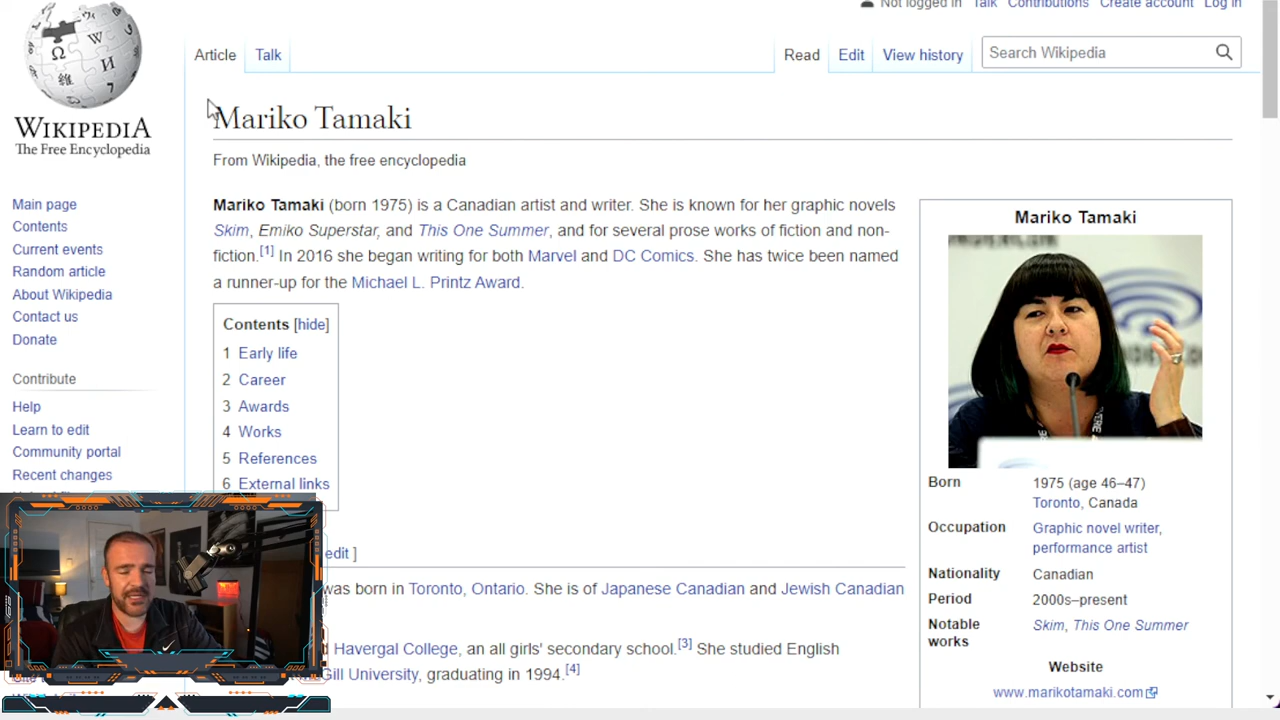 Not logged in Talk Contributions Create account Log in
Article Talk Read Edit View history Search Wikipedia
WIKIPEDIA
The Free Encyclopedia
Main page
Contents
Current events
Random article
About Wikipedia
Contact us
Donate
Contribute
Help
Learn to edit
Community portal
Recent changes
Mariko Tamaki
From Wikipedia, the free encyclopedia
Mariko Tamaki (born 1975) is a Canadian artist and writer. She is known for her graphic novels
Skim, Emiko Superstar, and This One Summer, and for several prose works of fiction and non-
fiction.[1] In 2016 she began writing for both Marvel and DC Comics. She has twice been named
a runner-up for the Michael L. Printz Award.
Contents [hide]
1 Early life
2 Career
3 Awards
4 Works
5 References
6 External links
edit ]
was born in Toronto, Ontario. She is of Japanese Canadian and Jewish Canadian
Havergal College, an all girls' secondary school.[3] She studied English
Gill University, graduating in 1994.[4]
Mariko Tamaki
Born 1975 (age 46–47)
Toronto, Canada
Occupation Graphic novel writer,
performance artist
Nationality Canadian
Period 2000s–present
Notable works Skim, This One Summer
Website
www.marikotamaki.com